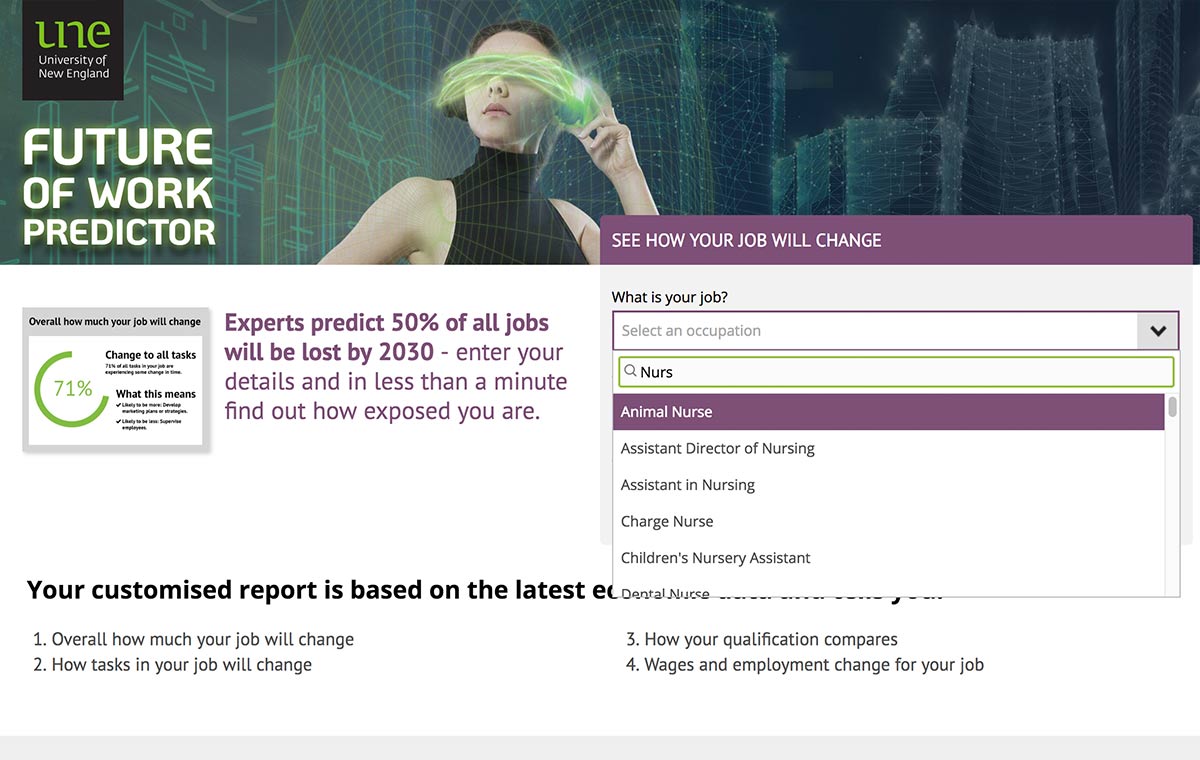 une
University of
New England
FUTURE
OF WORK
PREDICTOR
SEE HOW YOUR JOB WILL CHANGE
What is your job?
Select an occupation
Nurs
Animal Nurse
Assistant Director of Nursing
Assistant in Nursing
Charge Nurse
Children's Nursery Assistant
Dental Nurse
Overall how much your job will change
71%
Change to all tasks
71% of all tasks in your job are
experiencing some change in time.
What this means
Likely to be more: Develop
marketing plans or strategies.
Likely to be less: Supervise
employees.
Experts predict 50% of all jobs
will be lost by 2030 - enter your
details and in less than a minute
find out how exposed you are.
Your customised report is based on the latest
1. Overall how much your job will change
2. How tasks in your job will change
3. How your qualification compares
4. Wages and employment change for your job